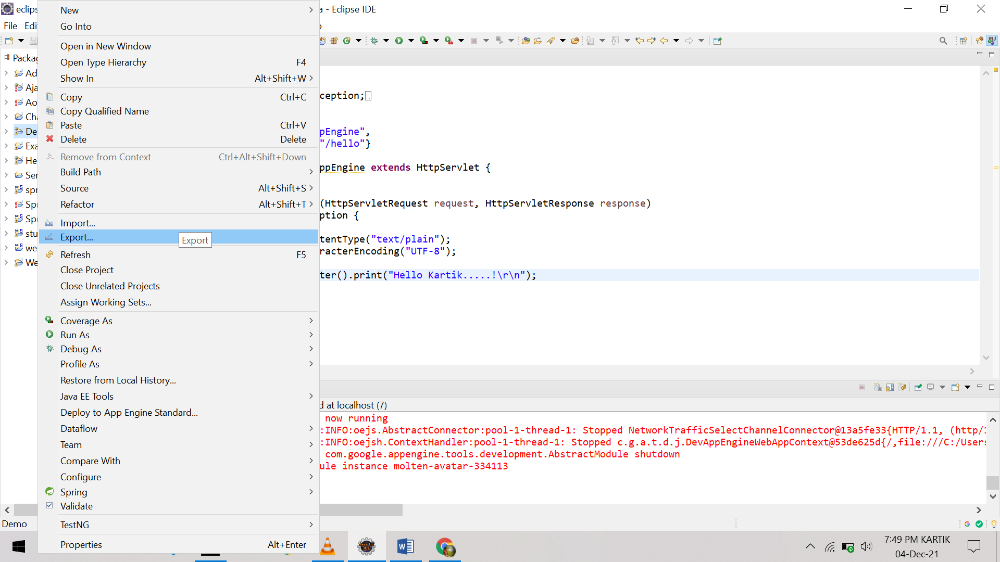 eclips
a - Eclipse IDE
File Edi
Packag
Ad
Aja
Ao
Cha
De
Exa
He
Ser
spr
Spr
Spr
stu
we
We
New
Go Into
Open in New Window
Open Type Hierarchy F4
Show In Alt+Shift+W
Copy Ctrl+C
Copy Qualified Name
Paste Ctrl+V
Delete Delete
Remove from Context Ctrl+Alt+Shift+Down
Build Path
Source Alt+Shift+S
Refactor Alt+Shift+T
Import...
Export...
Export
Refresh F5
Close Project
Close Unrelated Projects
Assign Working Sets...
Coverage As
Run As
Debug As
Profile As
Restore from Local History...
Java EE Tools
Deploy to App Engine Standard...
Dataflow
Team
Compare With
Configure
Spring
Validate
TestNG
Properties Alt+Enter
ception;
pEngine",
"/hello"}
ppEngine extends HttpServlet {
(HttpServletRequest request, HttpServletResponse response)
ption {
tentType("text/plain");
racterEncoding("UTF-8");
ter().print("Hello Kartik.....!\r\n");
d at localhost (7)
now running
:INFO:oejs.AbstractConnector:pool-1-thread-1: Stopped NetworkTrafficSelectChannelConnector@13a5fe33{HTTP/1.1, (http/1
:INFO:oejsh.ContextHandler:pool-1-thread-1: Stopped c.g.a.t.d.j.DevAppEngineWebAppContext@53de625d{/,file:///C:/Users
com.google.appengine.tools.development.AbstractModule shutdown
ule instance molten-avatar-334113
Demo
Java EE
IDE
7:49 PM KARTIK
04-Dec-21